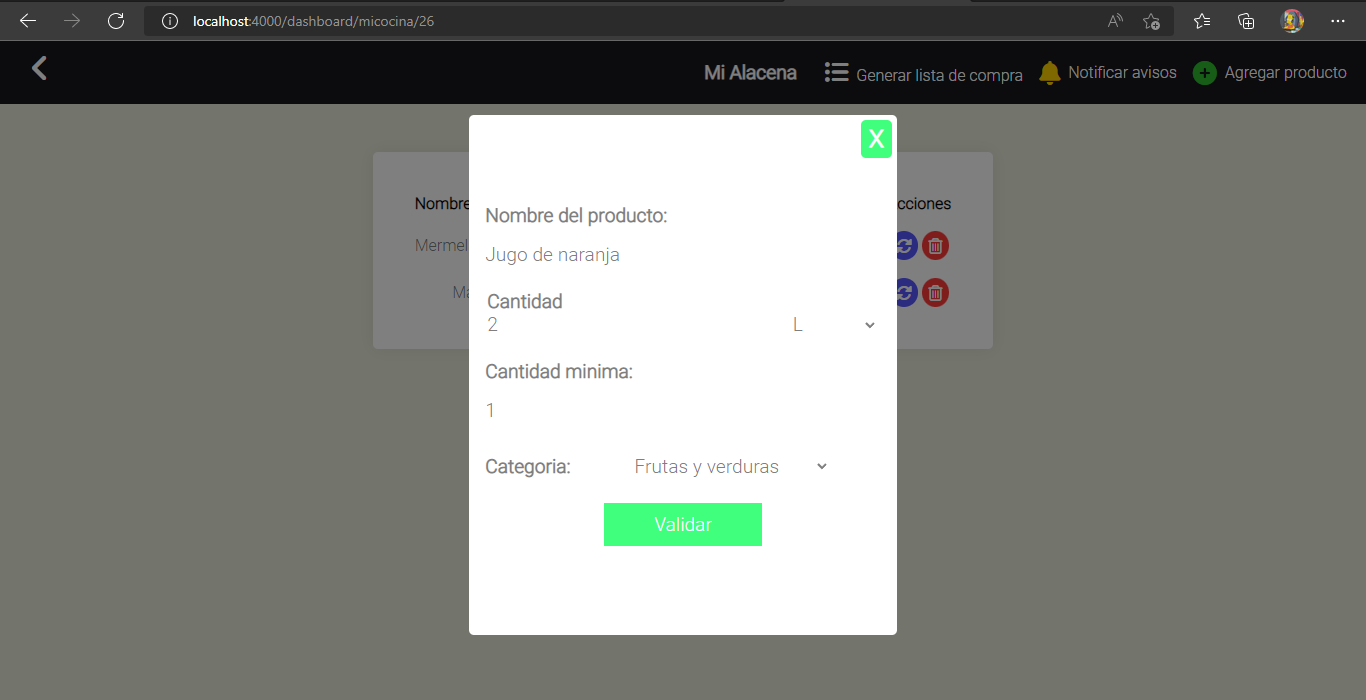 localhost:4000/dashboard/micocina/26
Mi Alacena Generar lista de compra Notificar avisos Agregar producto
X
Nombre cciones
Nombre del producto:
Mermel
Jugo de naranja
Ma
Cantidad
2 L
Cantidad minima:
1
Categoria: Frutas y verduras
Validar